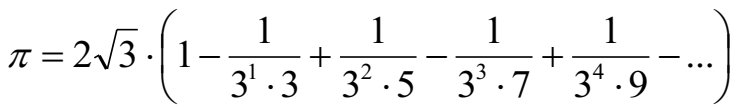 π = 2√3 · (1 − 1/(3¹ · 3) + 1/(3² · 5) − 1/(3³ · 7) + 1/(3⁴ · 9) − ...)